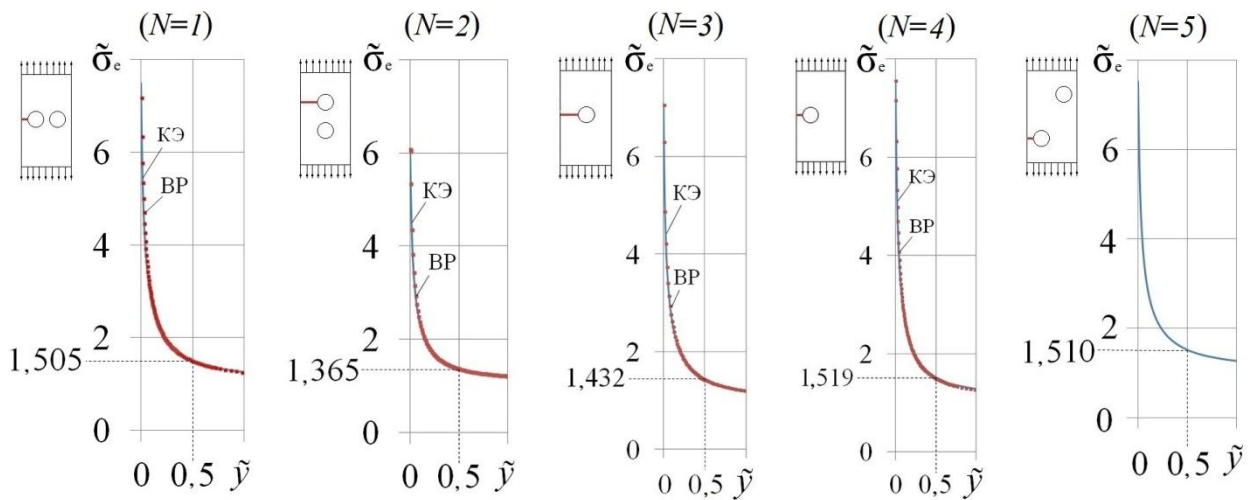 (N=1)
σ̃ₑ
6
КЭ
ВР
4
2
1,505
0
0 0,5 ỹ
(N=2)
σ̃ₑ
6
КЭ
4
ВР
2
1,365
0
0 0,5 ỹ
(N=3)
σ̃ₑ
6
КЭ
4
ВР
2
1,432
0
0 0,5 ỹ
(N=4)
σ̃ₑ
6
КЭ
4
ВР
2
1,519
0
0 0,5 ỹ
(N=5)
σ̃ₑ
6
4
2
1,510
0
0 0,5 ỹ